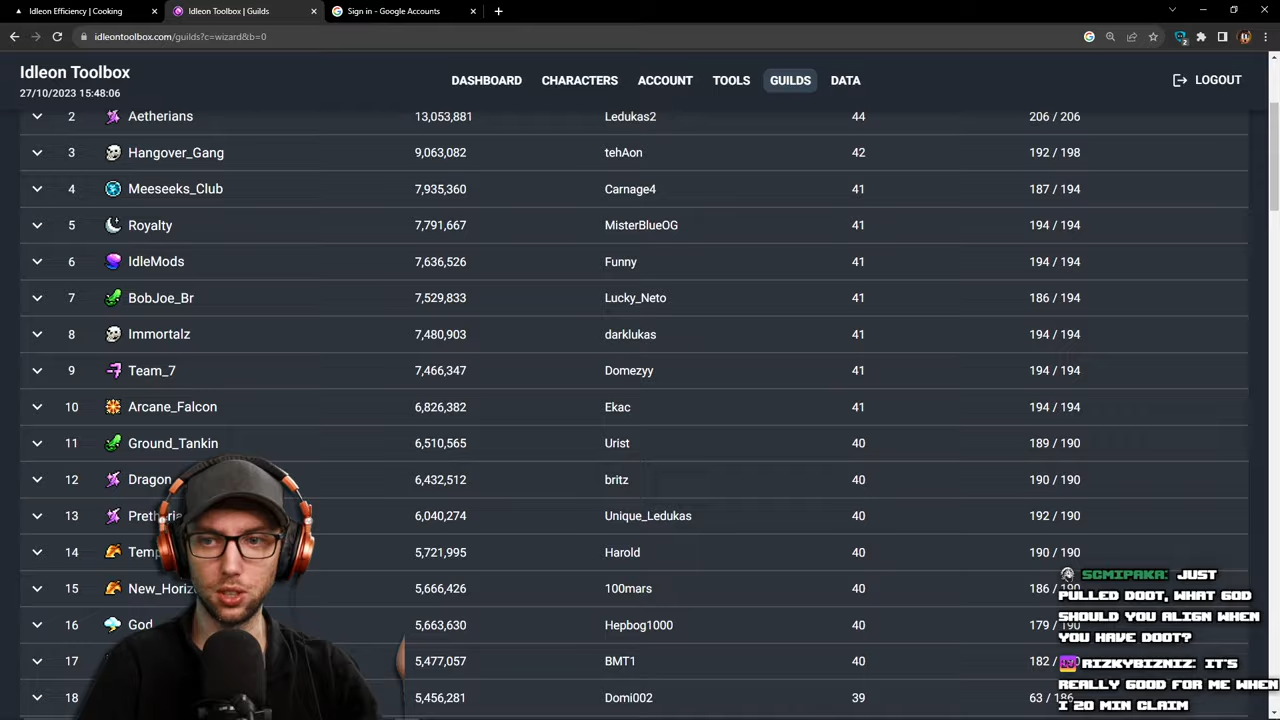 Idleon Efficiency | Cooking
Idleon Toolbox | Guilds
Sign in - Google Accounts
idleontoolbox.com/guilds?c=wizard&b=0
Idleon Toolbox
27/10/2023 15:48:06
DASHBOARD CHARACTERS ACCOUNT TOOLS GUILDS DATA
LOGOUT
2 Aetherians 13,053,881 Ledukas2 44 206 / 206
3 Hangover_Gang 9,063,082 tehAon 42 192 / 198
4 Meeseeks_Club 7,935,360 Carnage4 41 187 / 194
5 Royalty 7,791,667 MisterBlueOG 41 194 / 194
6 IdleMods 7,636,526 Funny 41 194 / 194
7 BobJoe_Br 7,529,833 Lucky_Neto 41 186 / 194
8 Immortalz 7,480,903 darklukas 41 194 / 194
9 Team_7 7,466,347 Domezyy 41 194 / 194
10 Arcane_Falcon 6,826,382 Ekac 41 194 / 194
11 Ground_Tankin 6,510,565 Urist 40 189 / 190
12 Dragon 6,432,512 britz 40 190 / 190
13 6,040,274 Unique_Ledukas 40 192 / 190
14 5,721,995 Harold 40 190 / 190
15 5,666,426 100mars 40 186 /
16 God 5,663,630 Hepbog1000 40 179 /
17 5,477,057 BMT1 40 182 /
18 5,456,281 Domi002 39 63 /
SCMIPAKA: JUST
PULLED DOOT, WHAT GOD
SHOULD YOU ALIGN WHEN
YOU HAVE DOOT?
RIZKYBIZNIZ: IT'S
REALLY GOOD FOR ME WHEN
I 20 MIN CLAIM